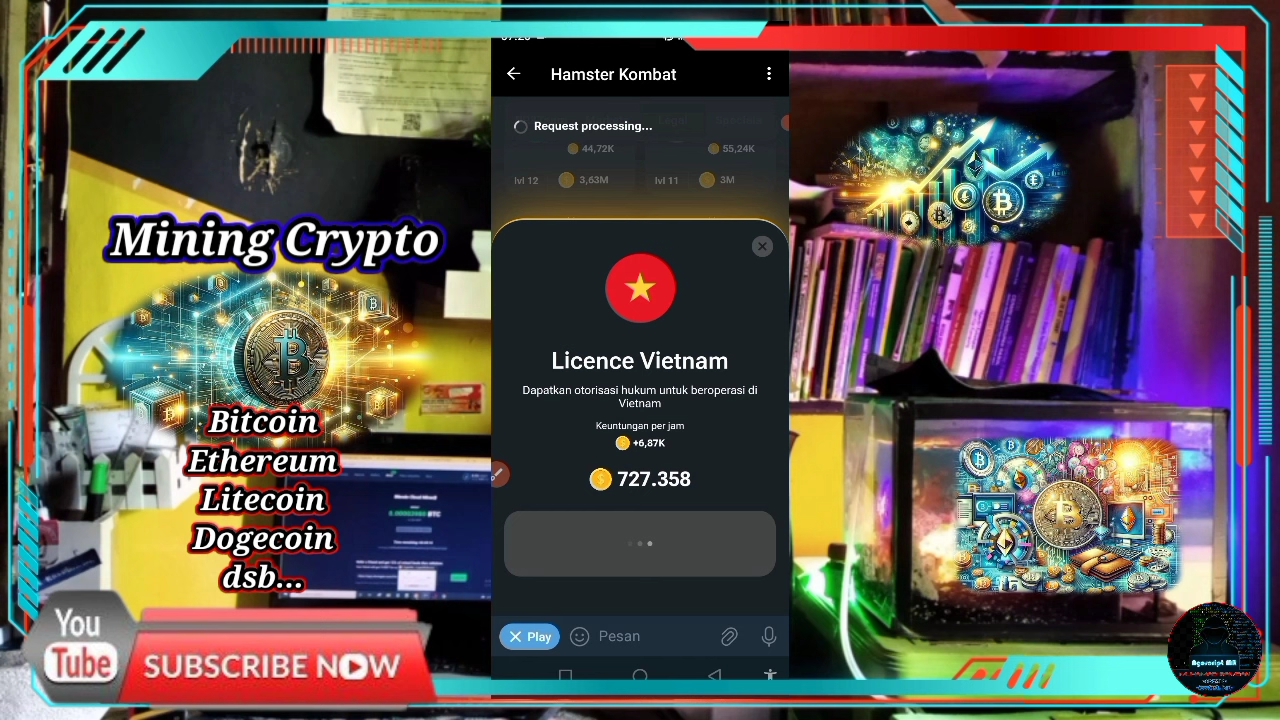 Hamster Kombat
Request processing...
44,72K
55,24K
lvl 12
3,63M
lvl 11
3M
Mining Crypto
Bitcoin
Ethereum
Litecoin
Dogecoin
dsb...
Licence Vietnam
Dapatkan otorisasi hukum untuk beroperasi di
Vietnam
Keuntungan per jam
+6,87K
727.358
Play
Pesan
You
Tube
SUBSCRIBE NOW